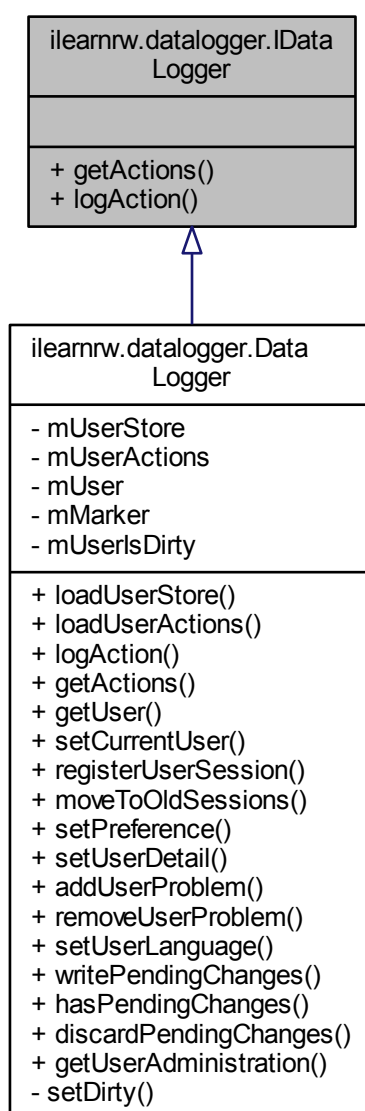 ilearnrw.datalogger.IData
Logger
+ getActions()
+ logAction()
ilearnrw.datalogger.Data
Logger
- mUserStore
- mUserActions
- mUser
- mMarker
- mUserIsDirty
+ loadUserStore()
+ loadUserActions()
+ logAction()
+ getActions()
+ getUser()
+ setCurrentUser()
+ registerUserSession()
+ moveToOldSessions()
+ setPreference()
+ setUserDetail()
+ addUserProblem()
+ removeUserProblem()
+ setUserLanguage()
+ writePendingChanges()
+ hasPendingChanges()
+ discardPendingChanges()
+ getUserAdministration()
- setDirty()